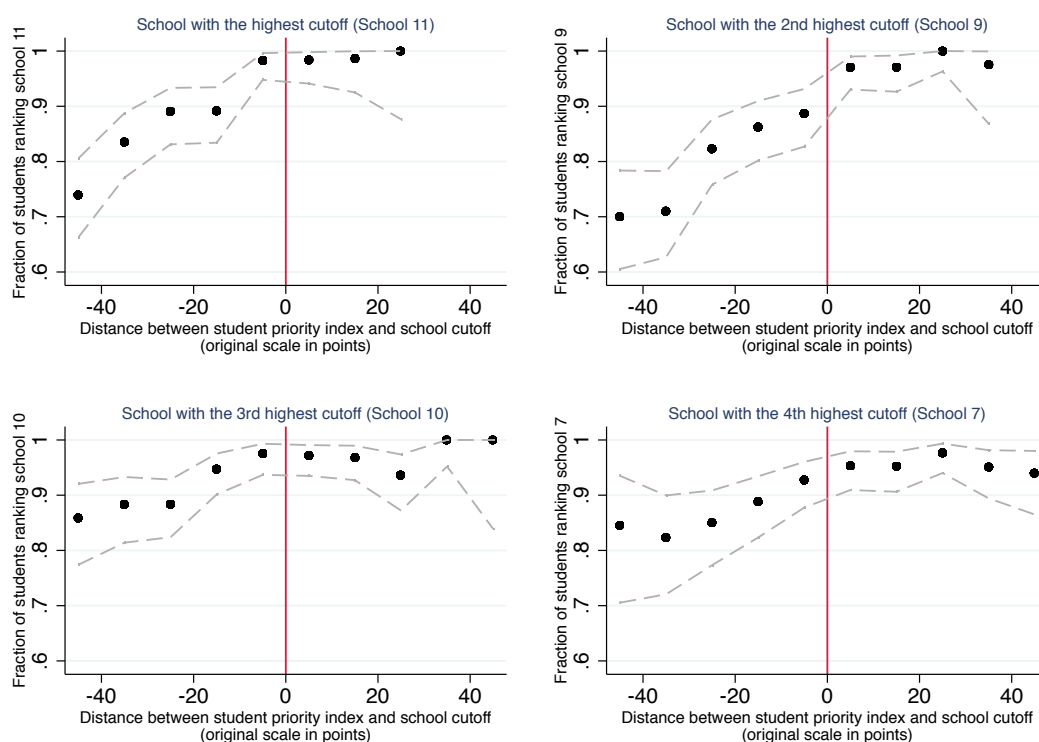 School with the highest cutoff (School 11)
Fraction of students ranking school 11
1
.9
.8
.7
.6
-40 -20 0 20 40
Distance between student priority index and school cutoff
(original scale in points)
School with the 2nd highest cutoff (School 9)
Fraction of students ranking school 9
1
.9
.8
.7
.6
-40 -20 0 20 40
Distance between student priority index and school cutoff
(original scale in points)
School with the 3rd highest cutoff (School 10)
Fraction of students ranking school 10
1
.9
.8
.7
.6
-40 -20 0 20 40
Distance between student priority index and school cutoff
(original scale in points)
School with the 4th highest cutoff (School 7)
Fraction of students ranking school 7
1
.9
.8
.7
.6
-40 -20 0 20 40
Distance between student priority index and school cutoff
(original scale in points)